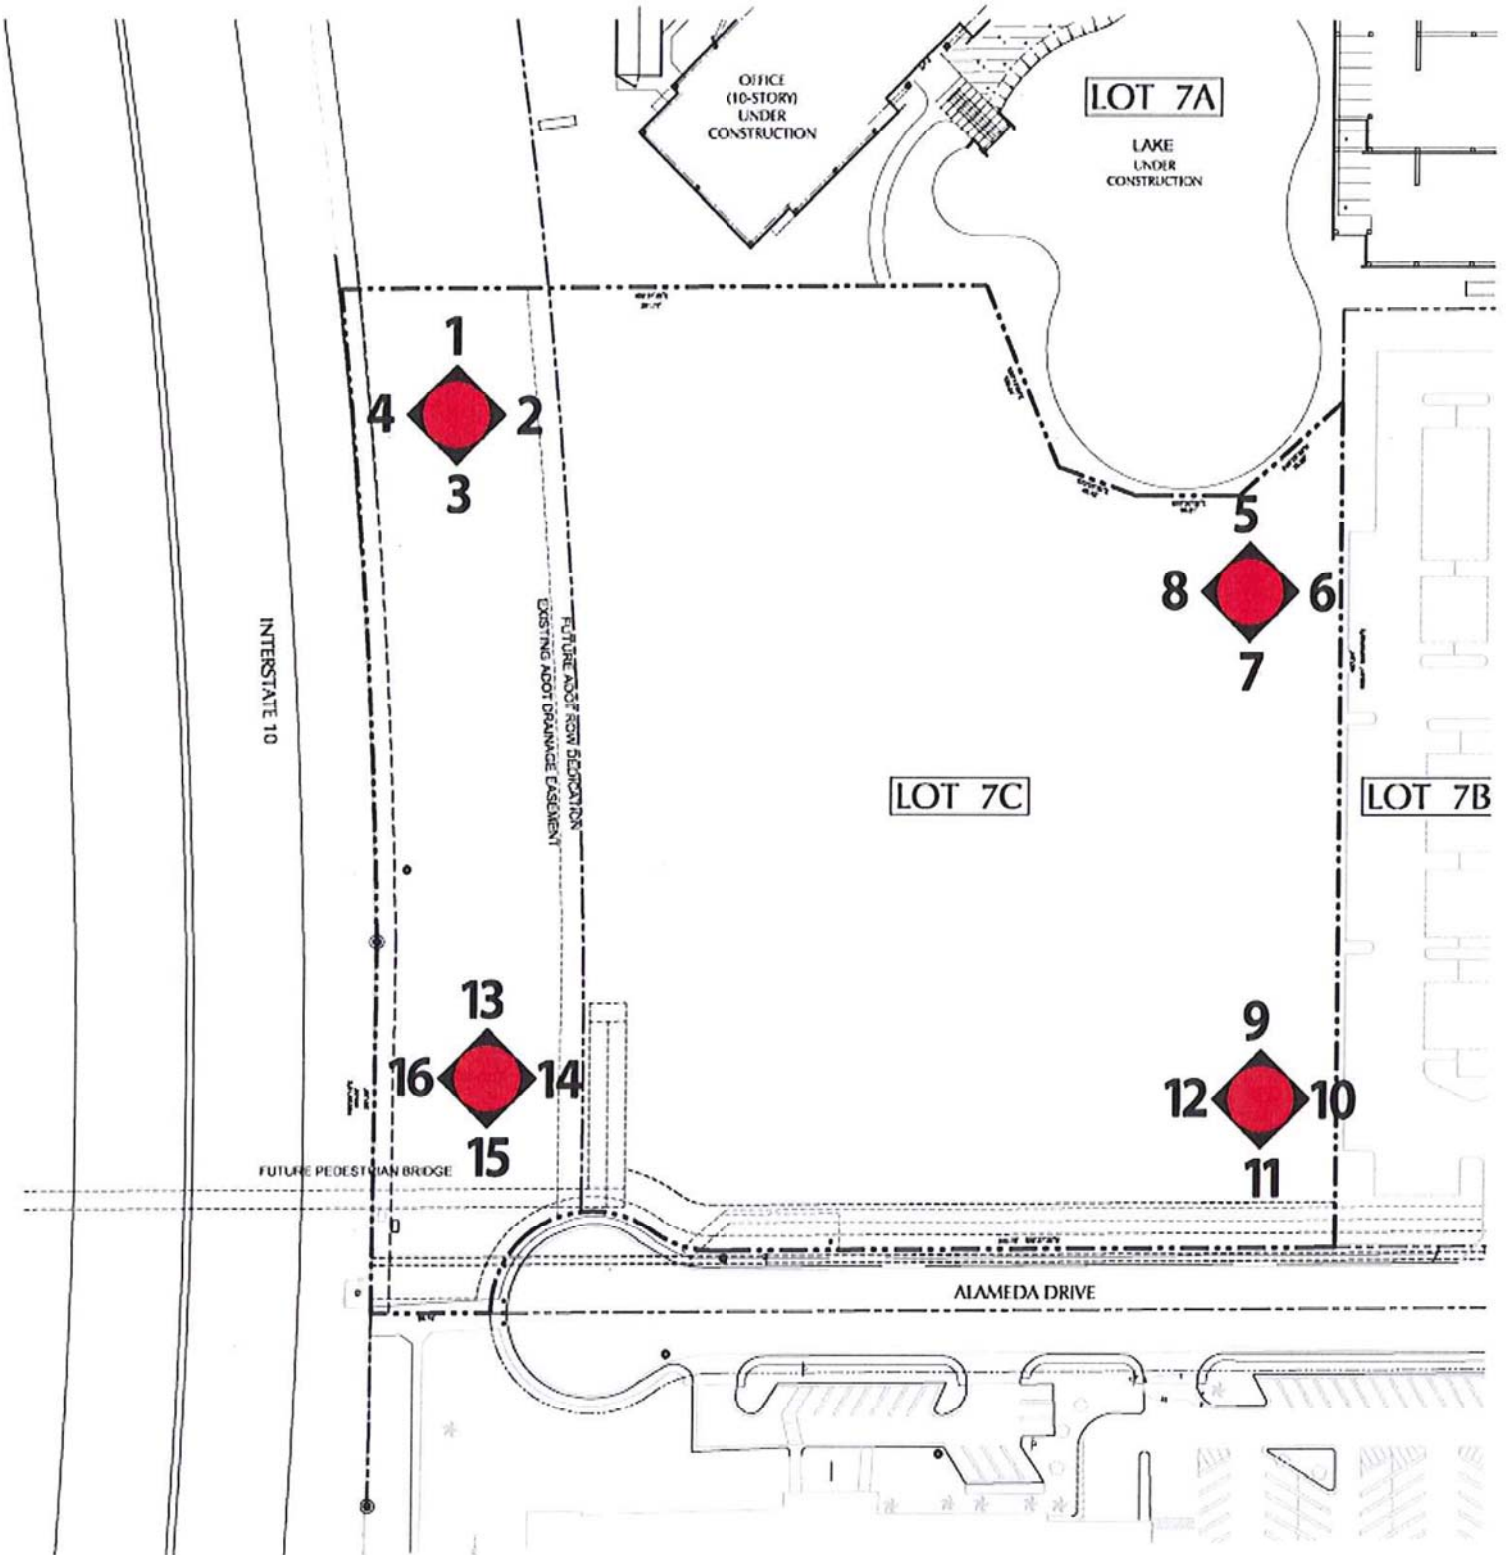 OFFICE
(10-STORY)
UNDER
CONSTRUCTION
LOT 7A
LAKE
UNDER
CONSTRUCTION
1
4
2
3
5
8
6
7
INTERSTATE 10
FUTURE ADOT ROW DEDICATION
EXISTING ADOT DRAINAGE EASEMENT
LOT 7C
LOT 7B
13
16
14
15
9
12
10
11
FUTURE PEDESTRIAN BRIDGE
ALAMEDA DRIVE